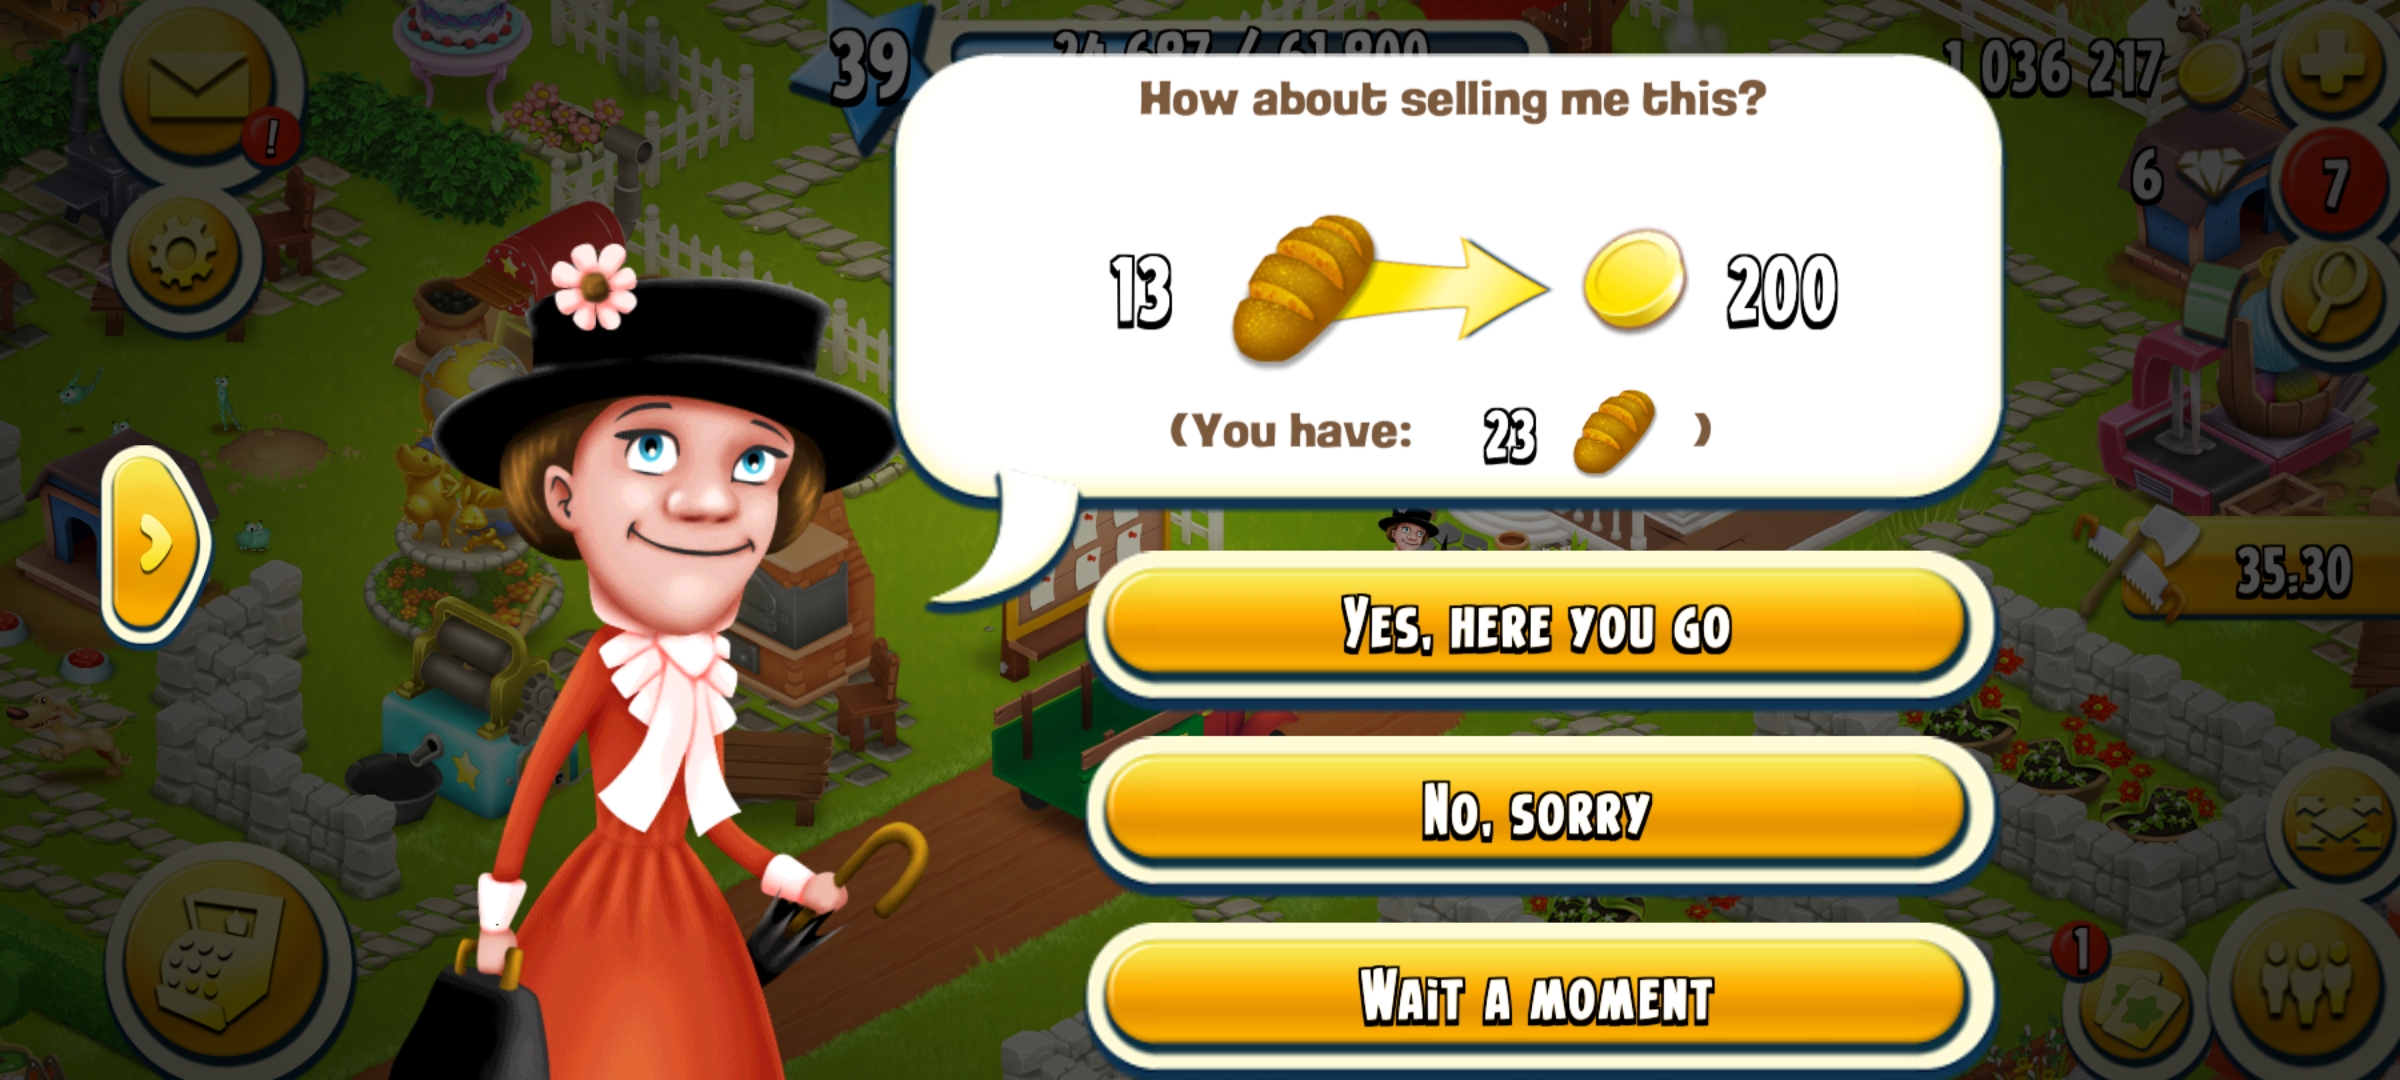 39
1 036 217
How about selling me this?
6
7
!
13
200
(You have: 23 )
35:30
Yes, here you go
No, sorry
Wait a moment
1